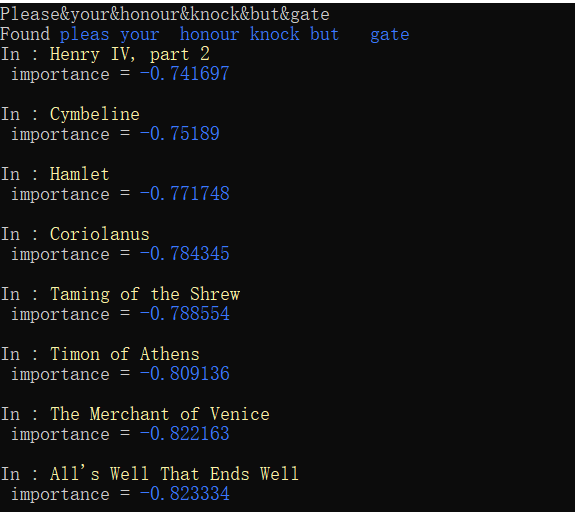 Please&your&honour&knock&but&gate
Found pleas your  honour knock but   gate
In : Henry IV, part 2
 importance = -0.741697
In : Cymbeline
 importance = -0.75189
In : Hamlet
 importance = -0.771748
In : Coriolanus
 importance = -0.784345
In : Taming of the Shrew
 importance = -0.788554
In : Timon of Athens
 importance = -0.809136
In : The Merchant of Venice
 importance = -0.822163
In : All's Well That Ends Well
 importance = -0.823334